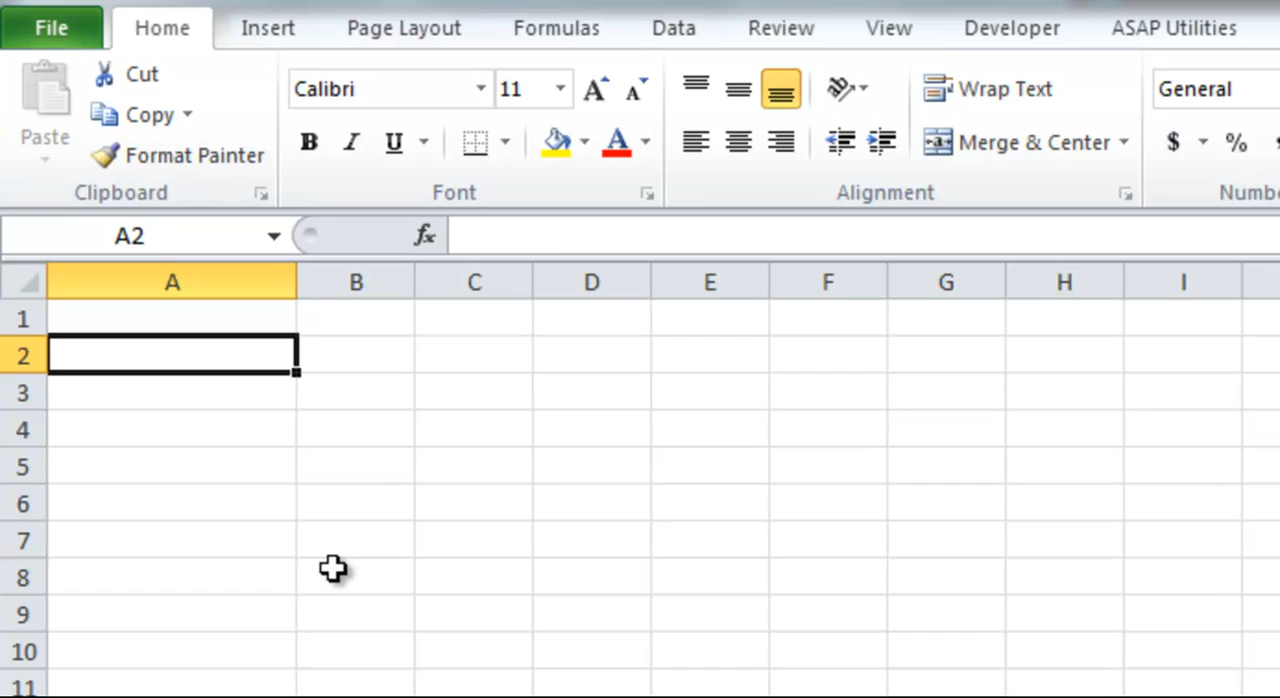 File Home Insert Page Layout Formulas Data Review View Developer ASAP Utilities
Cut
Copy
Format Painter
Paste
Clipboard
Calibri 11 A A
B I U A
Font
Wrap Text
Merge & Center
Alignment
General
$ %
A2 fx
A B C D E F G H I
1
2
3
4
5
6
7
8
9
10
11